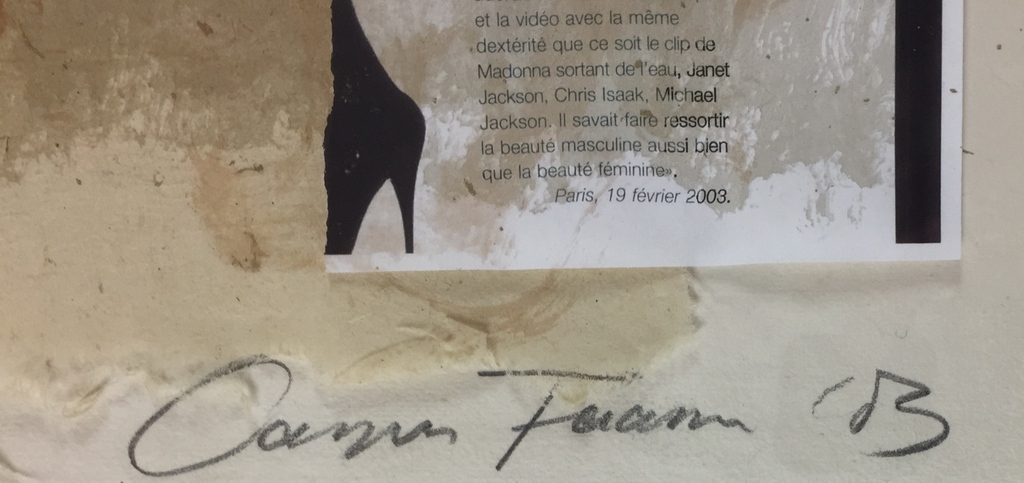 et la vidéo avec la même
dextérité que ce soit le clip de
Madonna sortant de l'eau, Janet
Jackson, Chris Isaak, Michael
Jackson. Il savait faire ressortir
la beauté masculine aussi bien
que la beauté féminine».
Paris, 19 février 2003.
'03